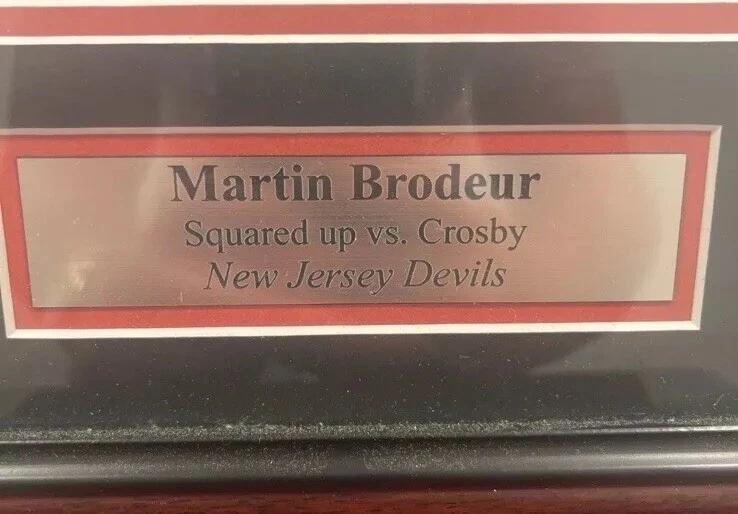 Martin Brodeur
Squared up vs. Crosby
New Jersey Devils